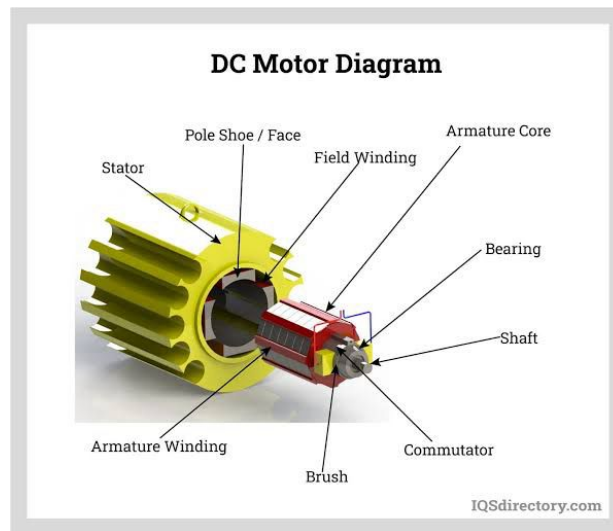 DC Motor Diagram
Armature Core
Pole Shoe / Face
Field Winding
Stator
Bearing
Shaft
Armature Winding
Commutator
Brush
IQSdirectory.com